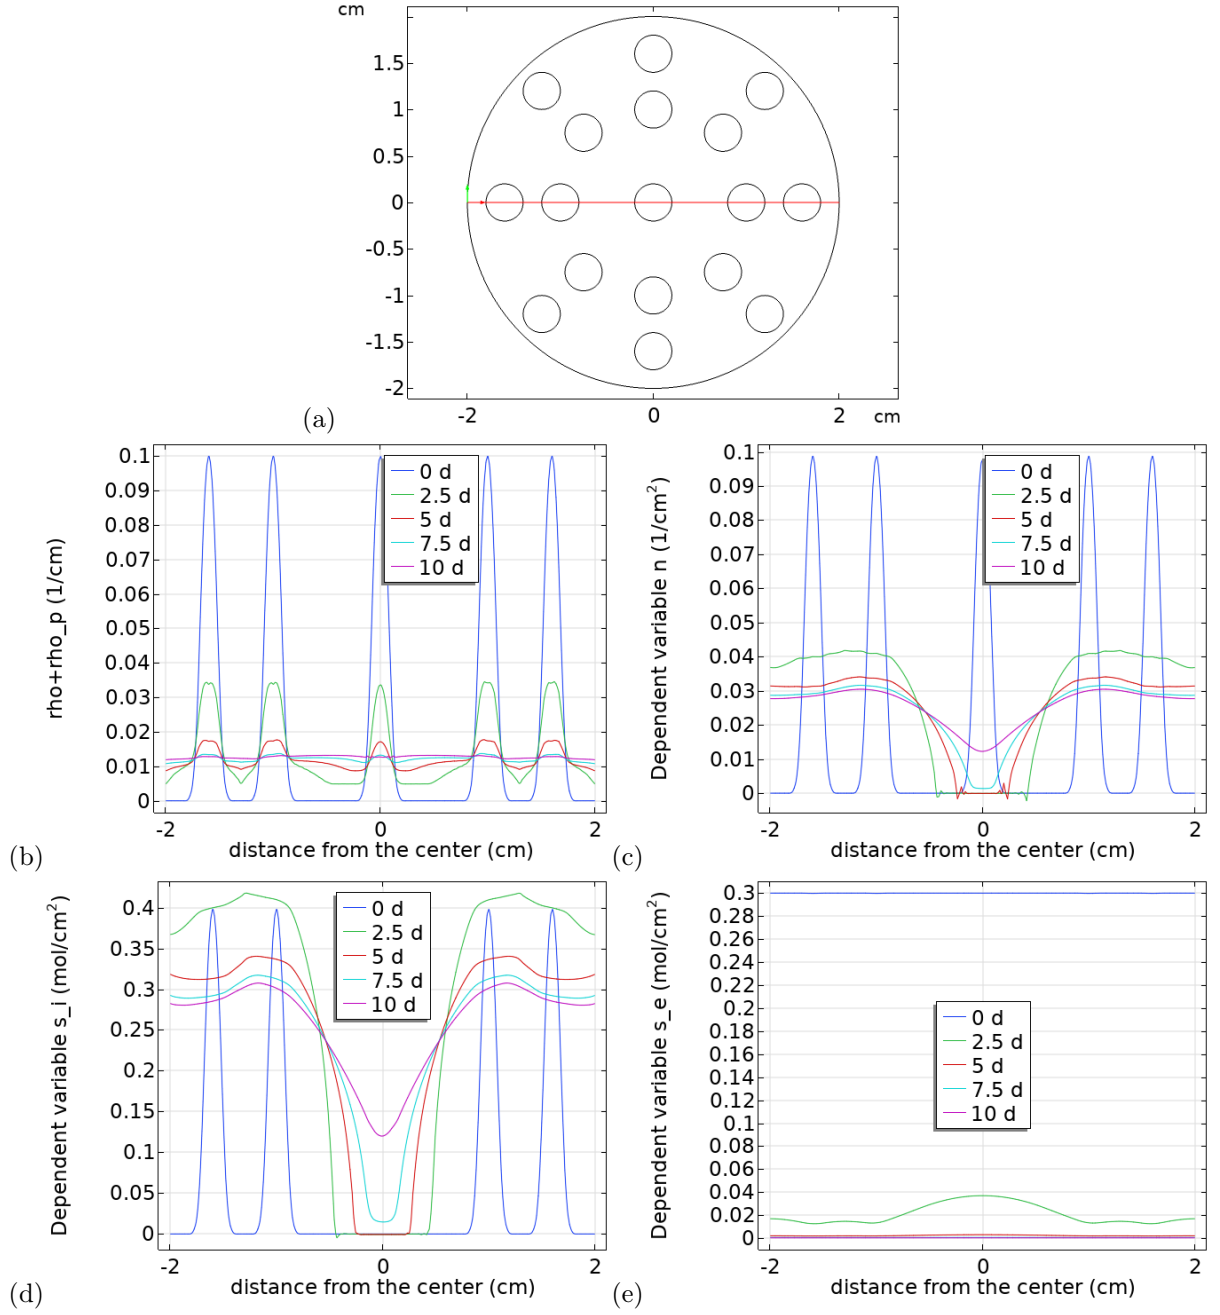 cm
1.5
1
0.5
0
-0.5
-1
-1.5
-2
-2 0 2 cm
(a)
0.1
0.09
0.08
0.07
0.06
0.05
0.04
0.03
0.02
0.01
0
rho+rho_p (1/cm)
0 d
2.5 d
5 d
7.5 d
10 d
-2 0 2
distance from the center (cm)
(b)
0.1
0.09
0.08
0.07
0.06
0.05
0.04
0.03
0.02
0.01
0
Dependent variable n (1/cm²)
0 d
2.5 d
5 d
7.5 d
10 d
-2 0 2
distance from the center (cm)
(c)
0.4
0.35
0.3
0.25
0.2
0.15
0.1
0.05
0
Dependent variable s_i (mol/cm²)
0 d
2.5 d
5 d
7.5 d
10 d
-2 0 2
distance from the center (cm)
(d)
0.3
0.28
0.26
0.24
0.22
0.2
0.18
0.16
0.14
0.12
0.1
0.08
0.06
0.04
0.02
0
Dependent variable s_e (mol/cm²)
0 d
2.5 d
5 d
7.5 d
10 d
-2 0 2
distance from the center (cm)
(e)